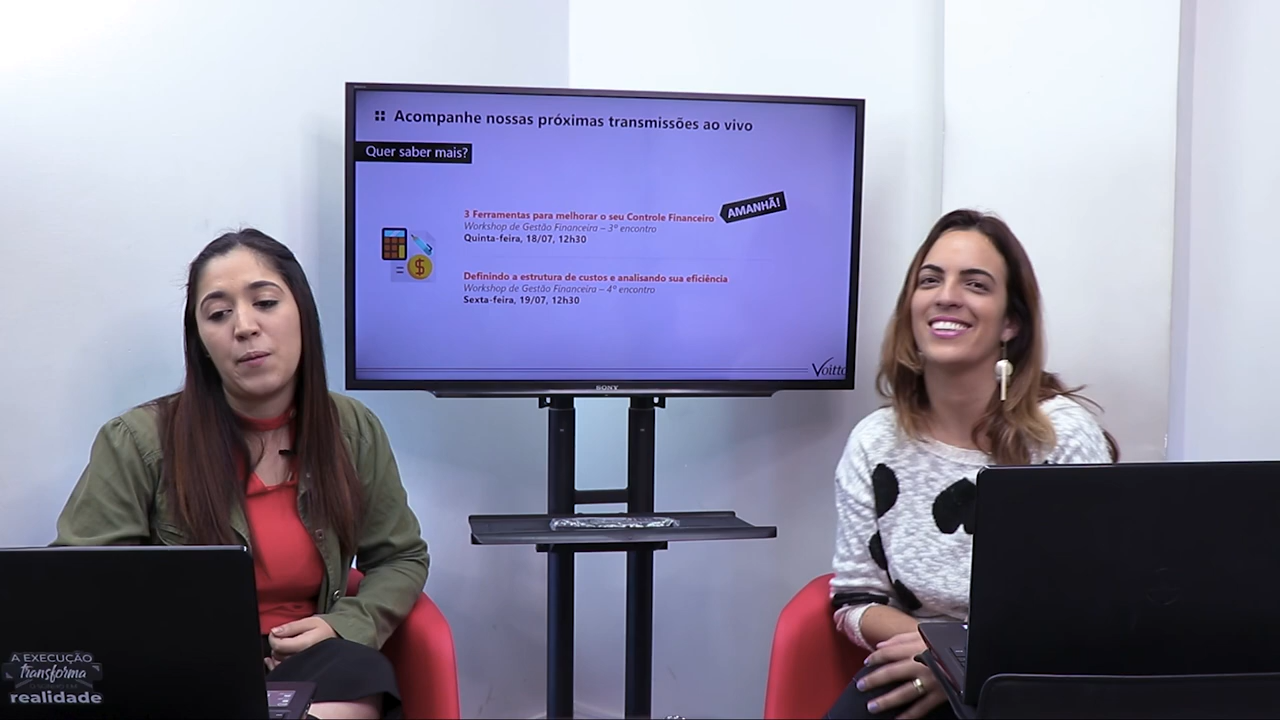 Acompanhe nossas próximas transmissões ao vivo
Quer saber mais?
3 Ferramentas para melhorar o seu Controle Financeiro
AMANHÃ!
Workshop de Gestão Financeira – 3º encontro
Quinta-feira, 18/07, 12h30
Definindo a estrutura de custos e analisando sua eficiência
Workshop de Gestão Financeira – 4º encontro
Sexta-feira, 19/07, 12h30
Voitto
SONY
A EXECUÇÃO
transforma
realidade